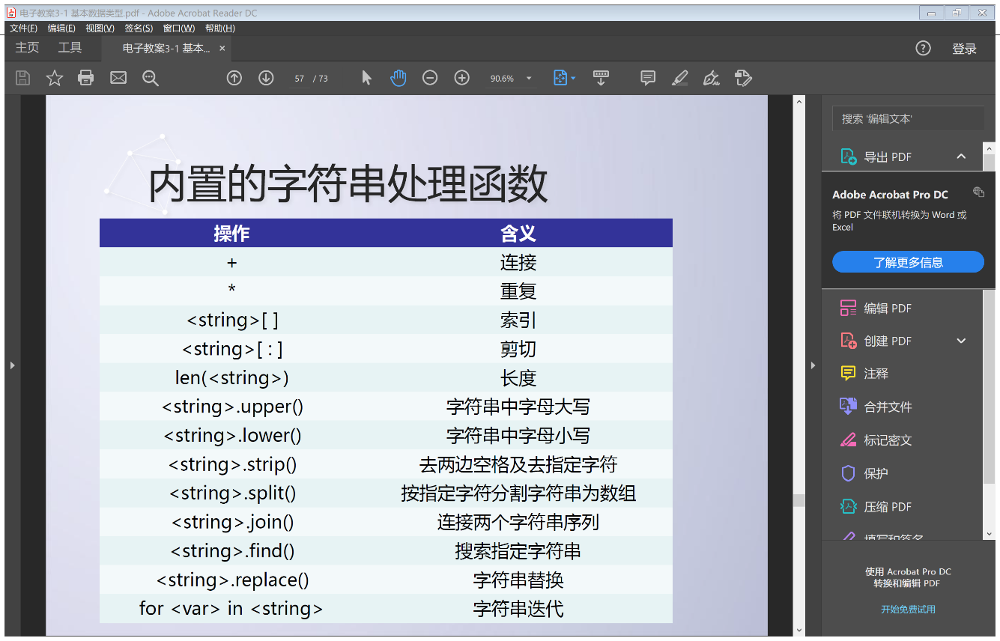 电子教案3-1 基本数据类型.pdf - Adobe Acrobat Reader DC
文件(F) 编辑(E) 视图(V) 签名(S) 窗口(W) 帮助(H)
主页 工具 电子教案3-1 基本... × 登录
57 / 73 90.6%
搜索 '编辑文本'
导出 PDF
Adobe Acrobat Pro DC
将 PDF 文件联机转换为 Word 或
Excel
了解更多信息
编辑 PDF
创建 PDF
注释
合并文件
标记密文
保护
压缩 PDF
填写和签名
使用 Acrobat Pro DC
转换和编辑 PDF
开始免费试用
内置的字符串处理函数
操作 含义
+ 连接
* 重复
<string>[ ] 索引
<string>[ : ] 剪切
len(<string>) 长度
<string>.upper() 字符串中字母大写
<string>.lower() 字符串中字母小写
<string>.strip() 去两边空格及去指定字符
<string>.split() 按指定字符分割字符串为数组
<string>.join() 连接两个字符串序列
<string>.find() 搜索指定字符串
<string>.replace() 字符串替换
for <var> in <string> 字符串迭代